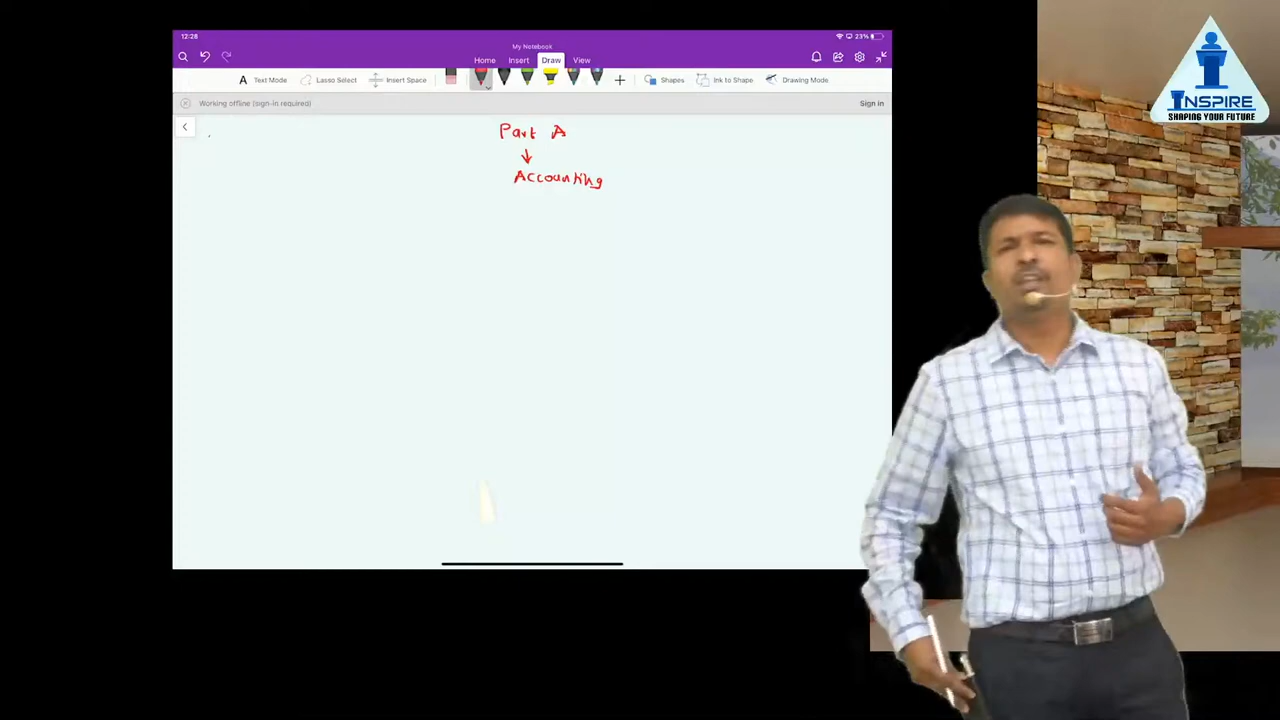 12:28
23%
My Notebook
Home Insert Draw View
A Text Mode Lasso Select Insert Space Shapes Ink to Shape Drawing Mode
Working offline (sign-in required) Sign in
Part A
Accounting
INSPIRE
SHAPING YOUR FUTURE